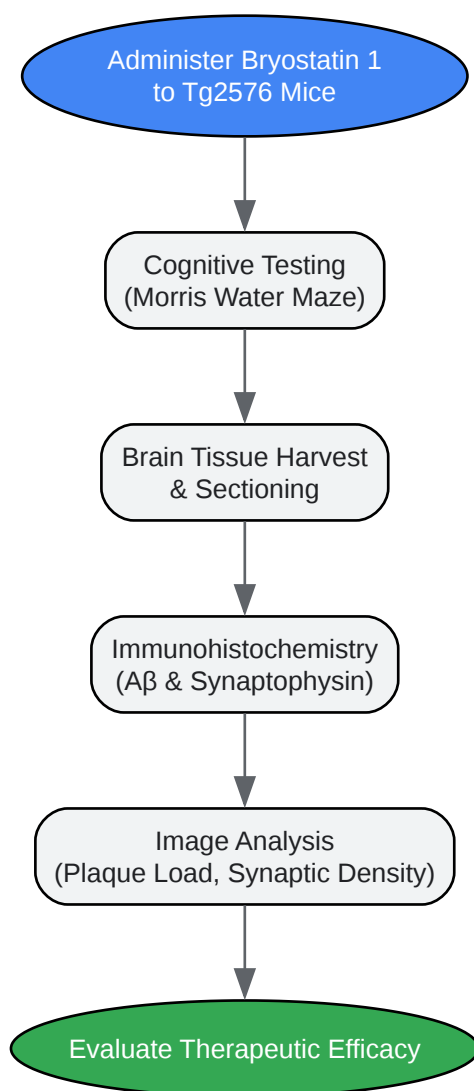 Administer Bryostatin 1
to Tg2576 Mice
Cognitive Testing
(Morris Water Maze)
Brain Tissue Harvest
& Sectioning
Immunohistochemistry
(Aβ & Synaptophysin)
Image Analysis
(Plaque Load, Synaptic Density)
Evaluate Therapeutic Efficacy